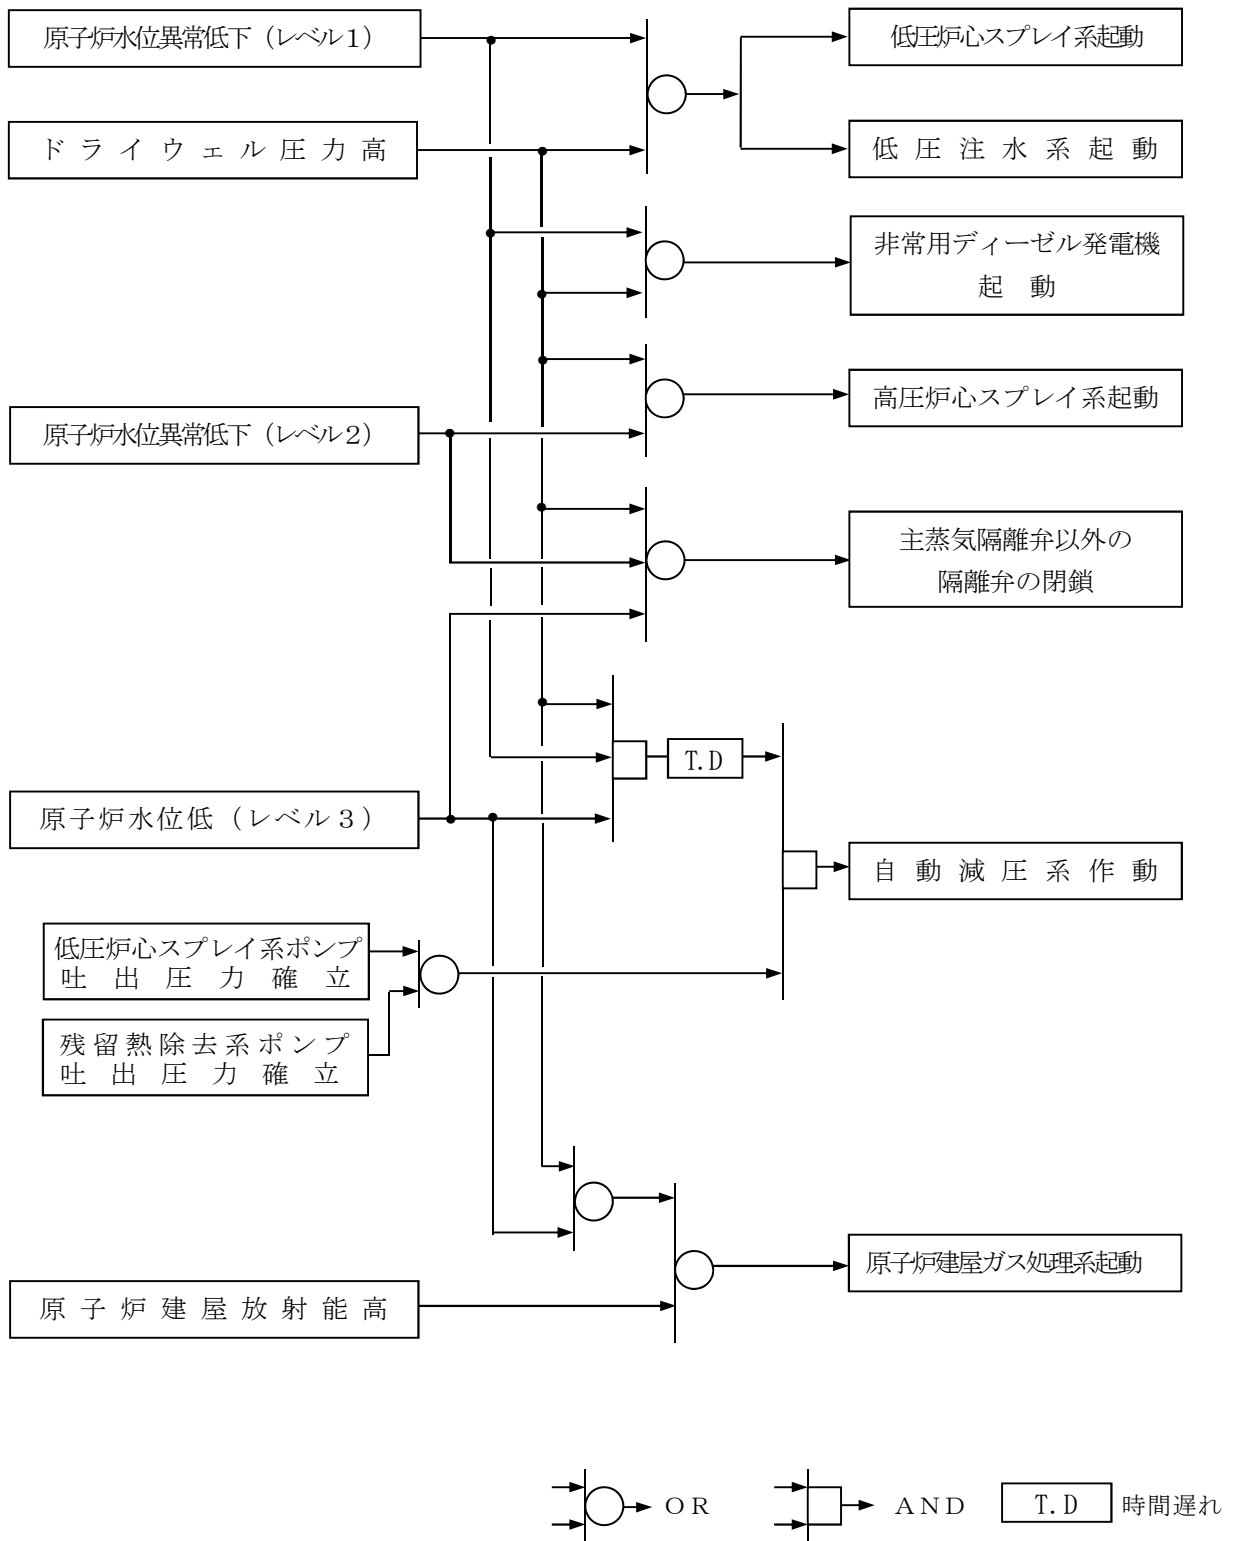 原子炉水位異常低下（レベル１）
低圧炉心スプレイ系起動
ドライウェル圧力高
低圧注水系起動
非常用ディーゼル発電機
起　動
高圧炉心スプレイ系起動
原子炉水位異常低下（レベル２）
主蒸気隔離弁以外の
隔離弁の閉鎖
T.D
原子炉水位低（レベル３）
自動減圧系作動
低圧炉心スプレイ系ポンプ
吐出圧力確立
残留熱除去系ポンプ
吐出圧力確立
原子炉建屋ガス処理系起動
原子炉建屋放射能高
ＯＲ
ＡＮＤ
T.D
時間遅れ